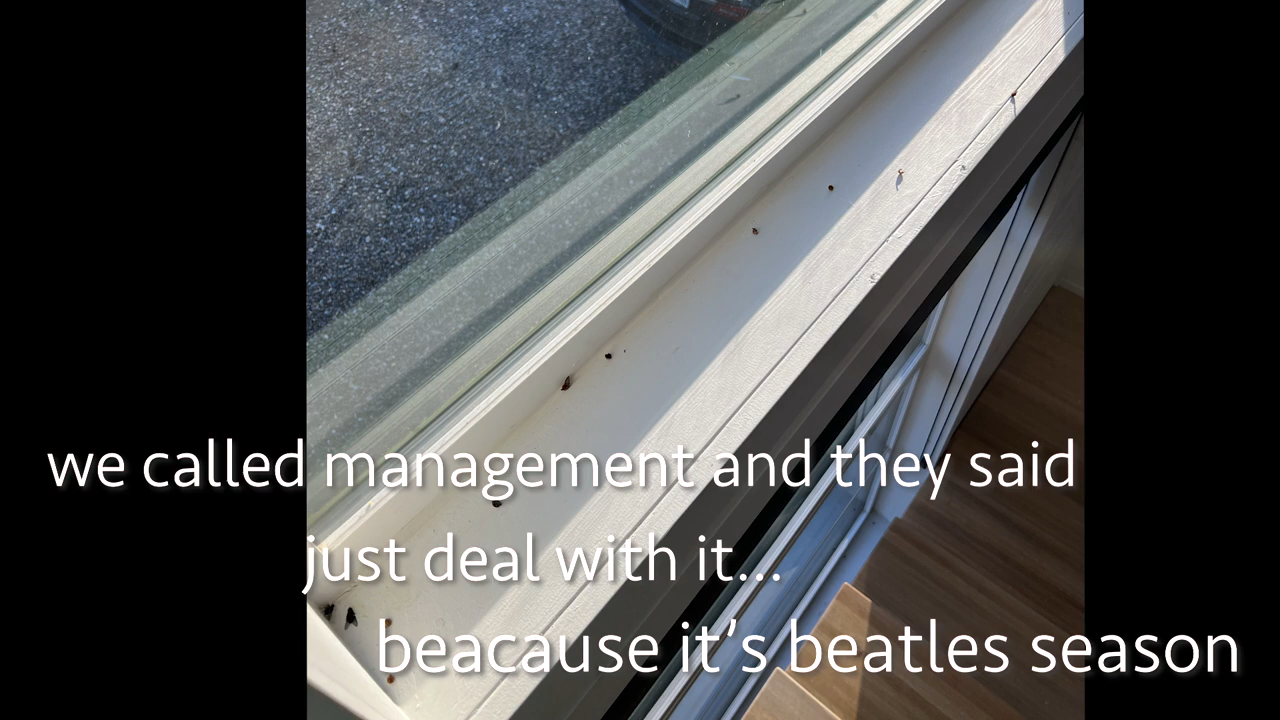 we called management and they said
just deal with it...
beacause it's beatles season